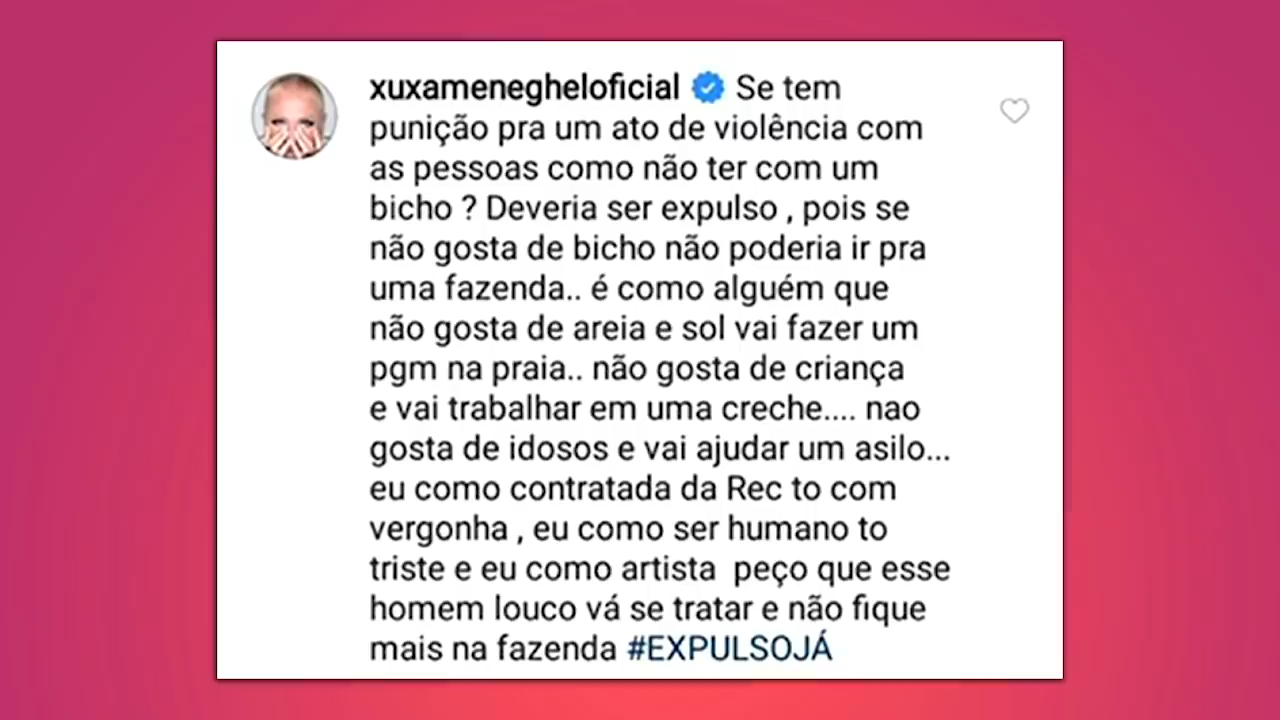 xuxamenegheloficial Se tem
punição pra um ato de violência com
as pessoas como não ter com um
bicho ? Deveria ser expulso , pois se
não gosta de bicho não poderia ir pra
uma fazenda.. é como alguém que
não gosta de areia e sol vai fazer um
pgm na praia.. não gosta de criança
e vai trabalhar em uma creche.... nao
gosta de idosos e vai ajudar um asilo...
eu como contratada da Rec to com
vergonha , eu como ser humano to
triste e eu como artista  peço que esse
homem louco vá se tratar e não fique
mais na fazenda #EXPULSOJÁ